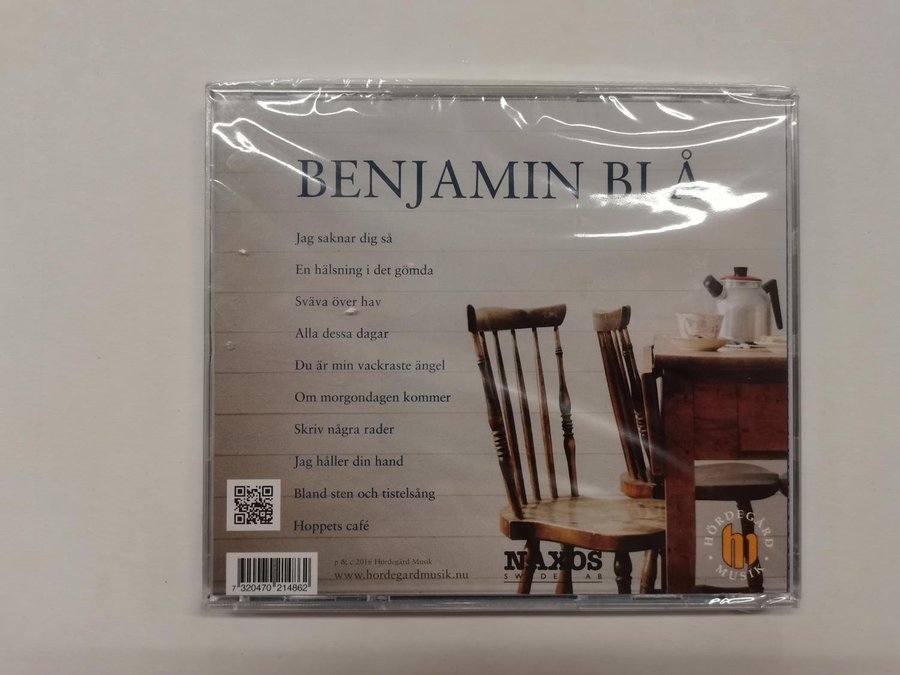 BENJAMIN BLÅ
Jag saknar dig så
En hälsning i det gömda
Sväva över hav
Alla dessa dagar
Du är min vackraste ängel
Om morgondagen kommer
Skriv några rader
Jag håller din hand
Bland sten och tistelsång
Hoppets café
p & c 2016 Hördegård Musik
www.hordegardmusik.nu
7 320470 214862
NAXOS
SWEDEN AB
HÖRDEGÅRD
MUSIK